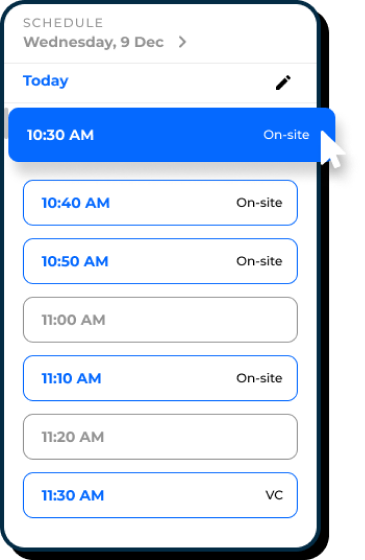 SCHEDULE
Wednesday, 9 Dec
Today
10:30 AM On-site
10:40 AM On-site
10:50 AM On-site
11:00 AM
11:10 AM On-site
11:20 AM
11:30 AM VC